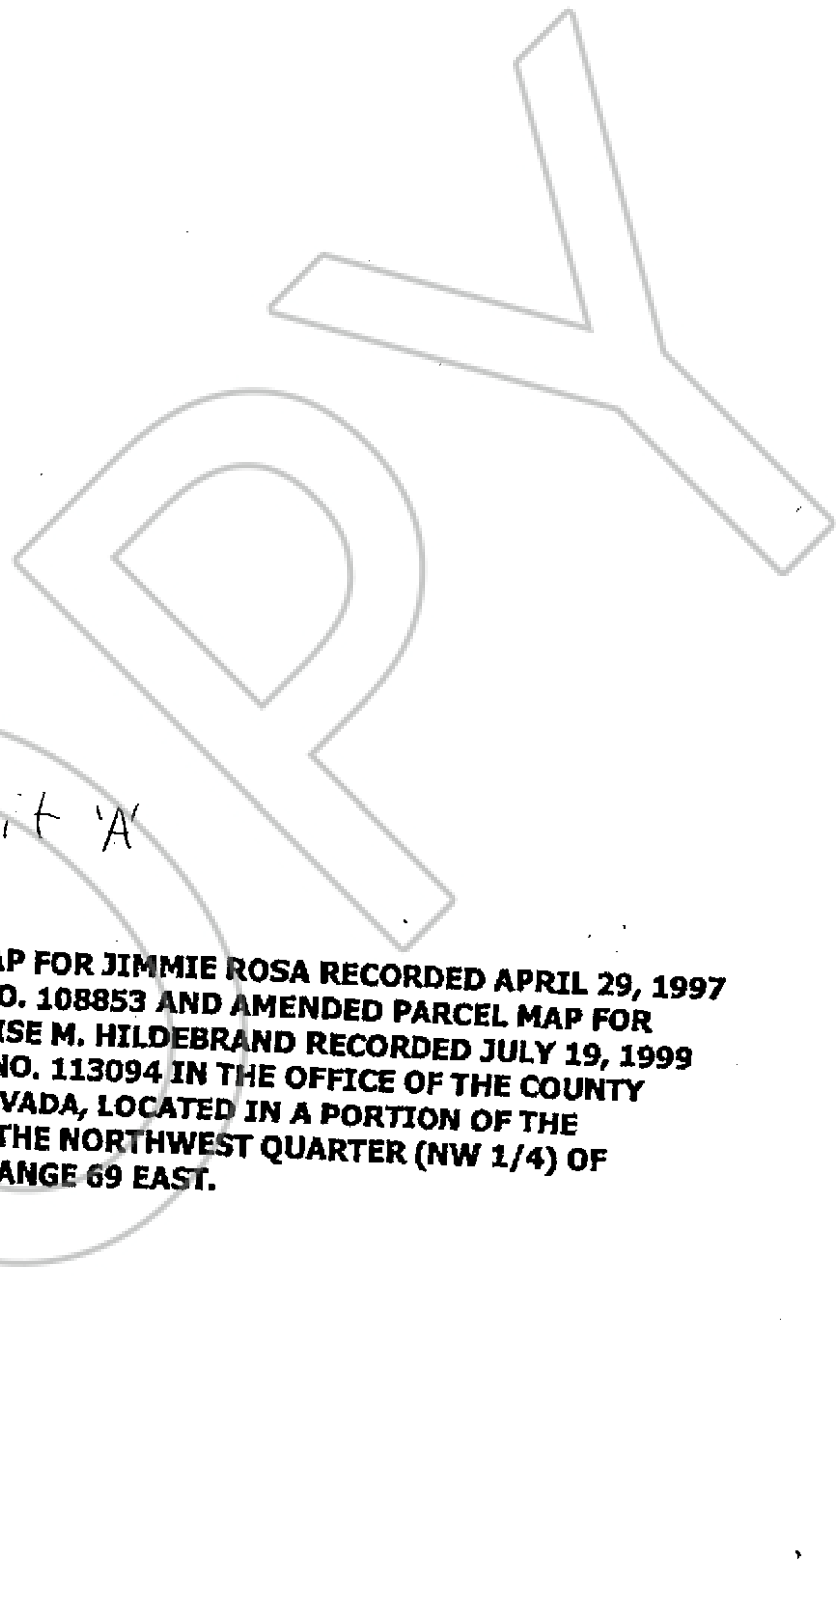 it 'A'
AP FOR JIMMIE ROSA RECORDED APRIL 29, 1997
O. 108853 AND AMENDED PARCEL MAP FOR
ISE M. HILDEBRAND RECORDED JULY 19, 1999
NO. 113094 IN THE OFFICE OF THE COUNTY
VADA, LOCATED IN A PORTION OF THE
THE NORTHWEST QUARTER (NW 1/4) OF
ANGE 69 EAST.
OPY